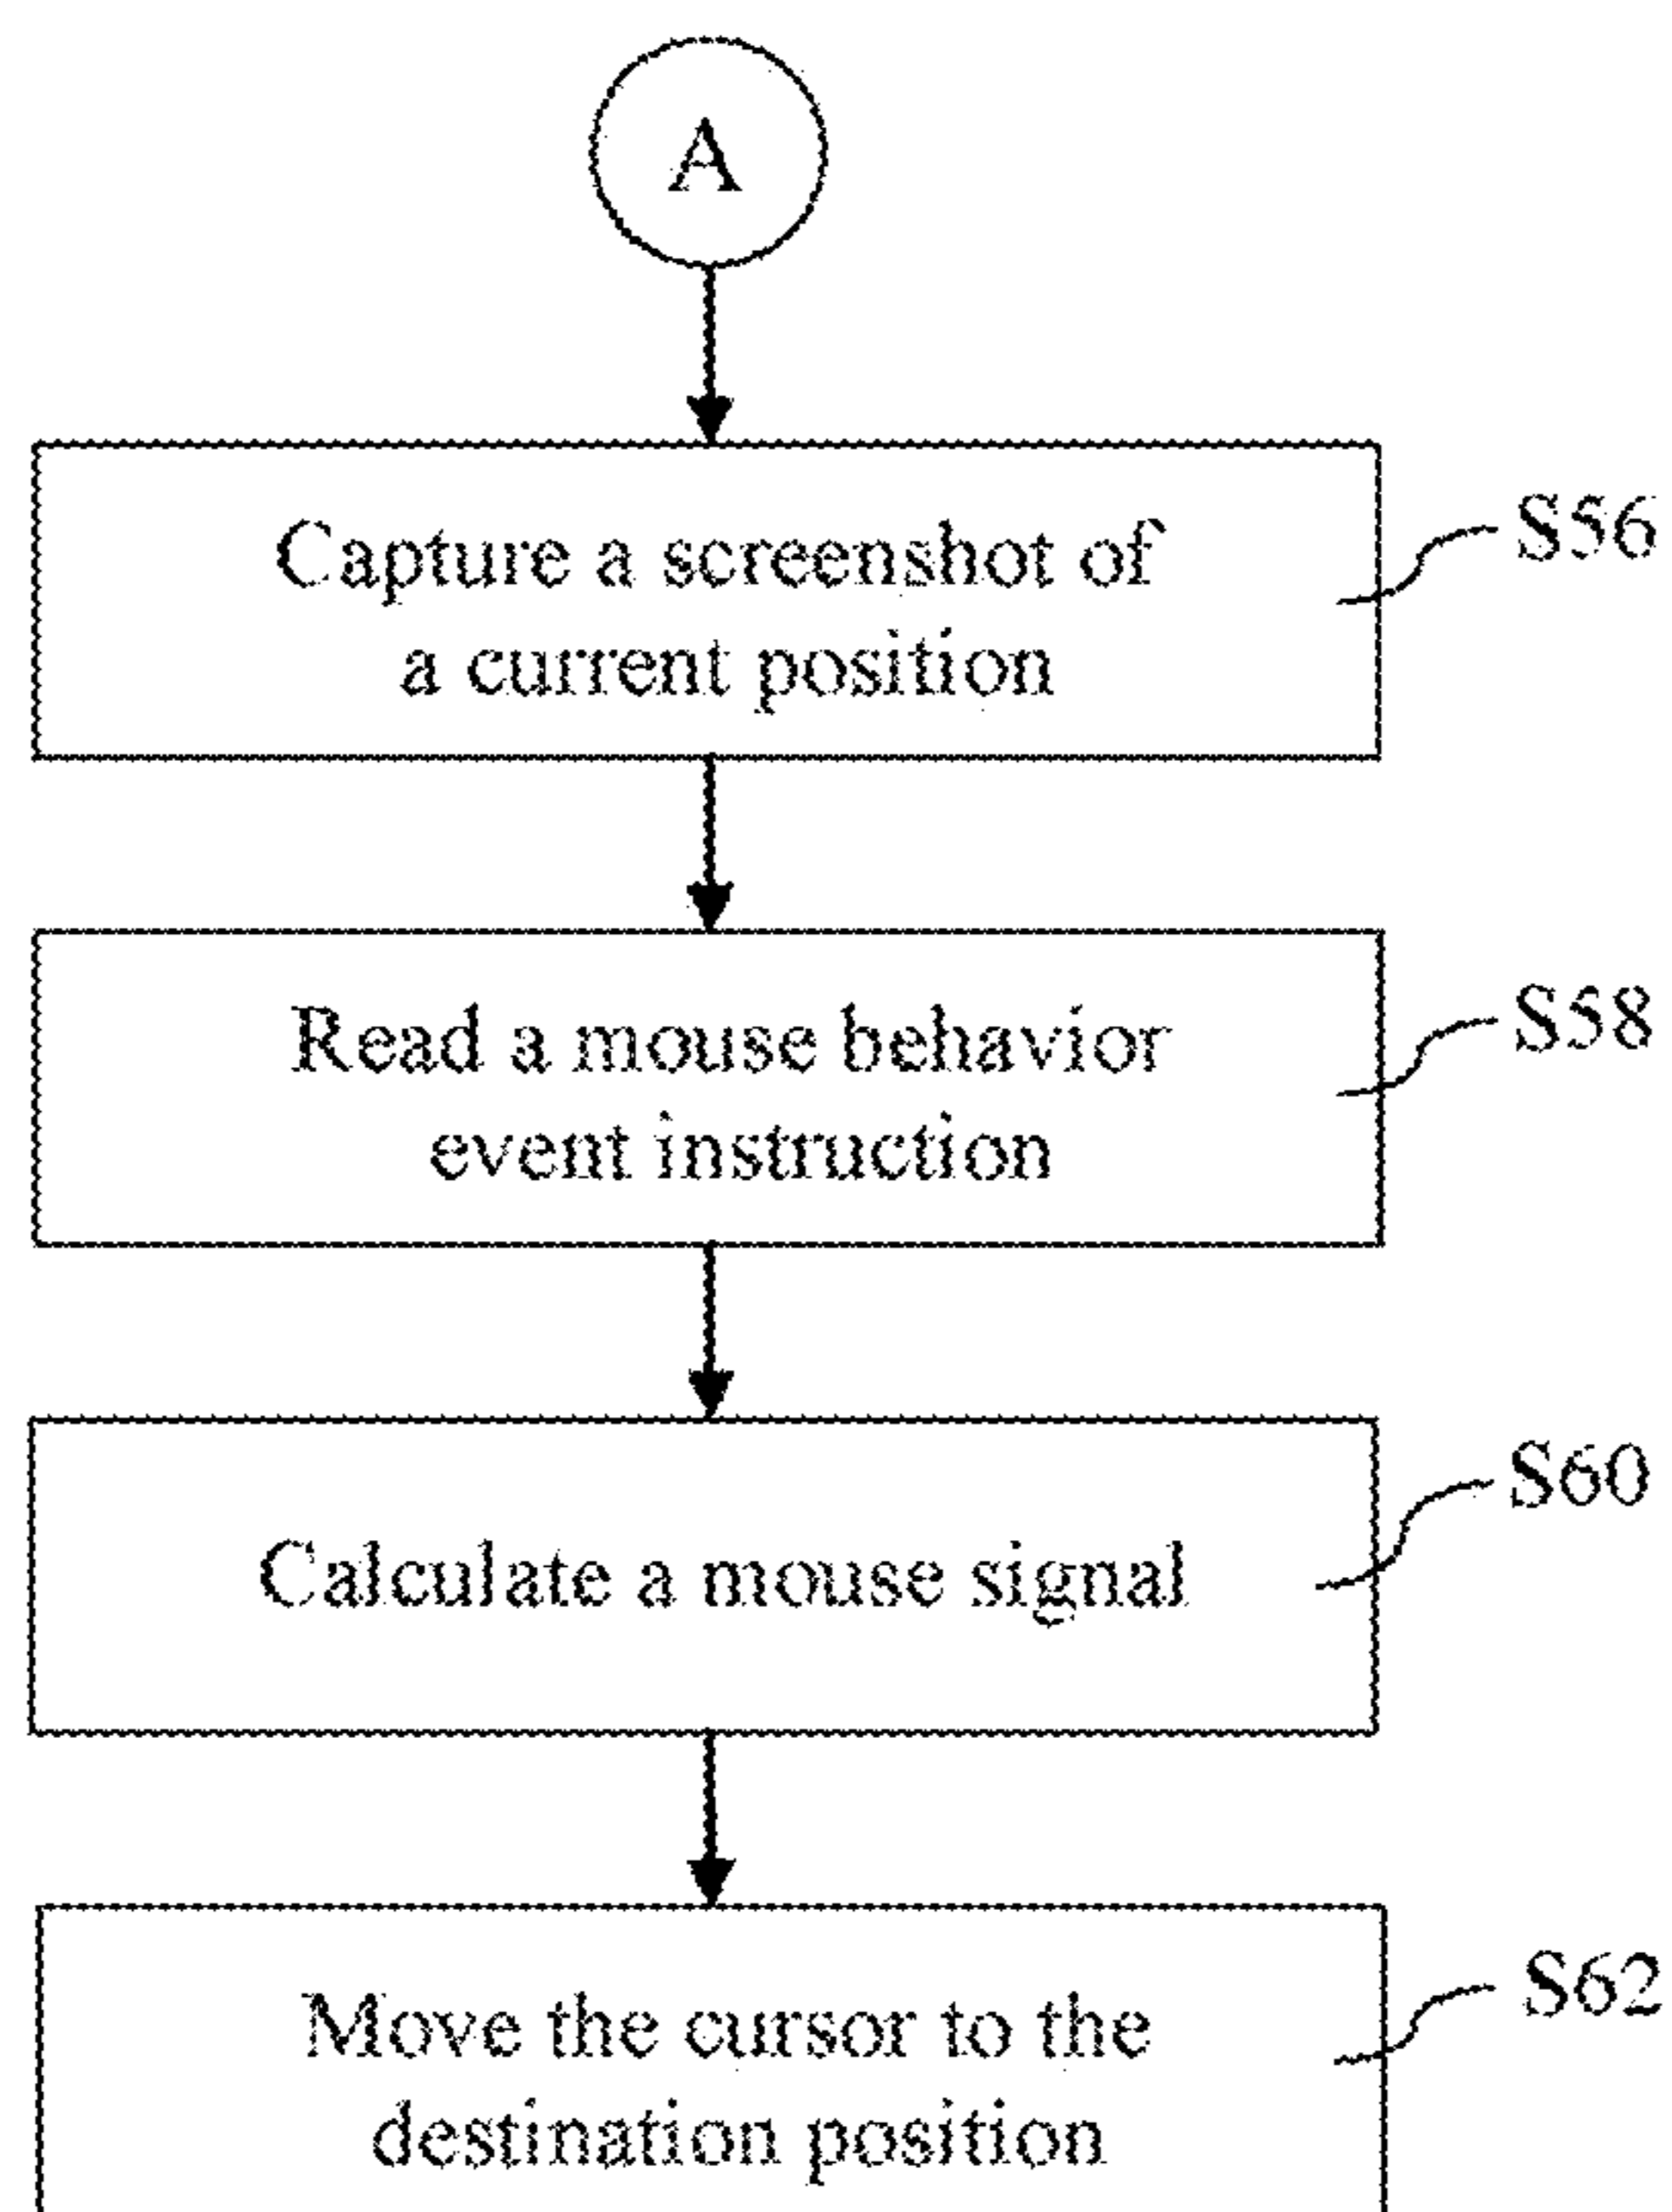 A
Capture a screenshot of
a current position
S56
Read a mouse behavior
event instruction
S58
Calculate a mouse signal
S60
Move the cursor to the
destination position
S62